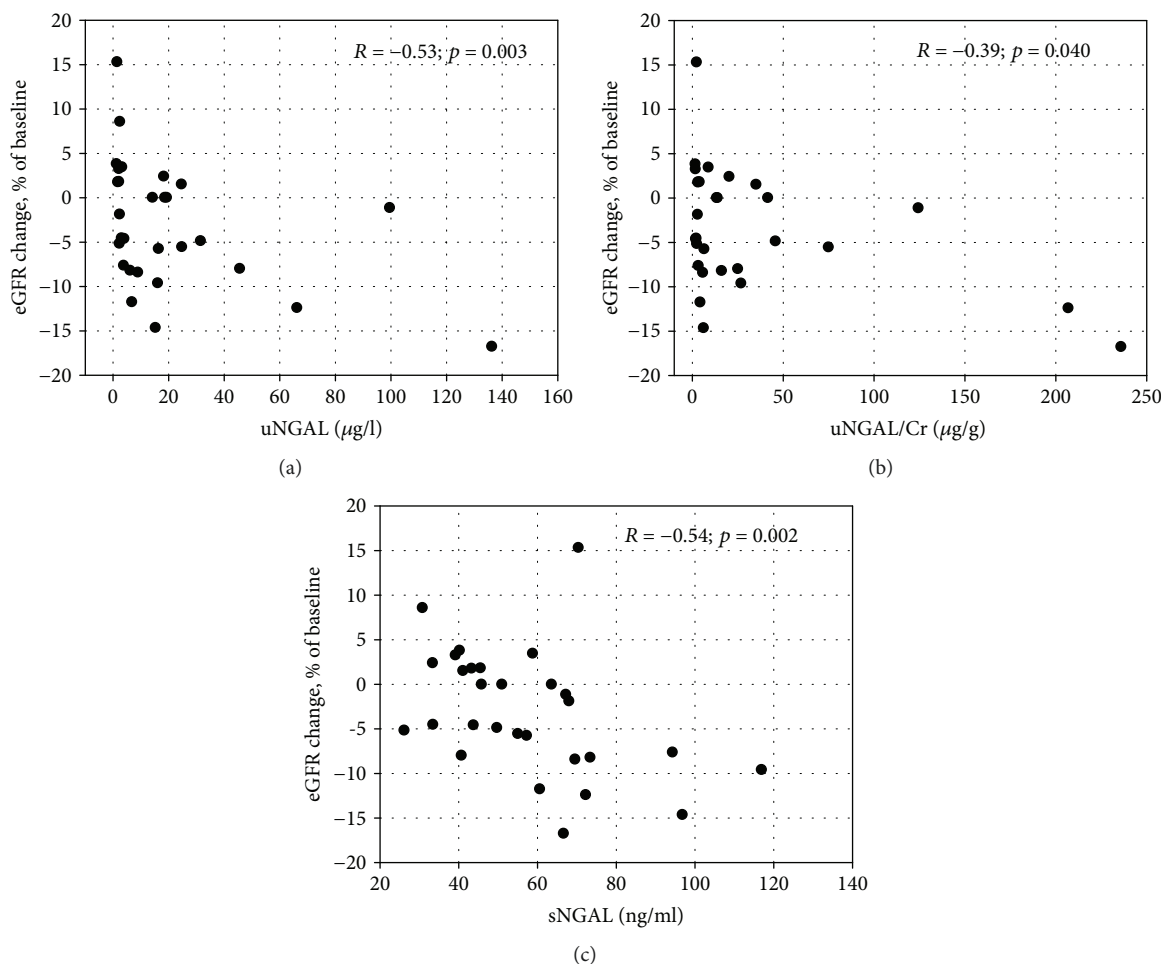 20
15
10
5
0
−5
−10
−15
−20
eGFR change, % of baseline
R = −0.53; p = 0.003
0 20 40 60 80 100 120 140 160
uNGAL (μg/l)
(a)
20
15
10
5
0
−5
−10
−15
−20
eGFR change, % of baseline
R = −0.39; p = 0.040
0 50 100 150 200 250
uNGAL/Cr (μg/g)
(b)
20
15
10
5
0
−5
−10
−15
−20
eGFR change, % of baseline
R = −0.54; p = 0.002
20 40 60 80 100 120 140
sNGAL (ng/ml)
(c)